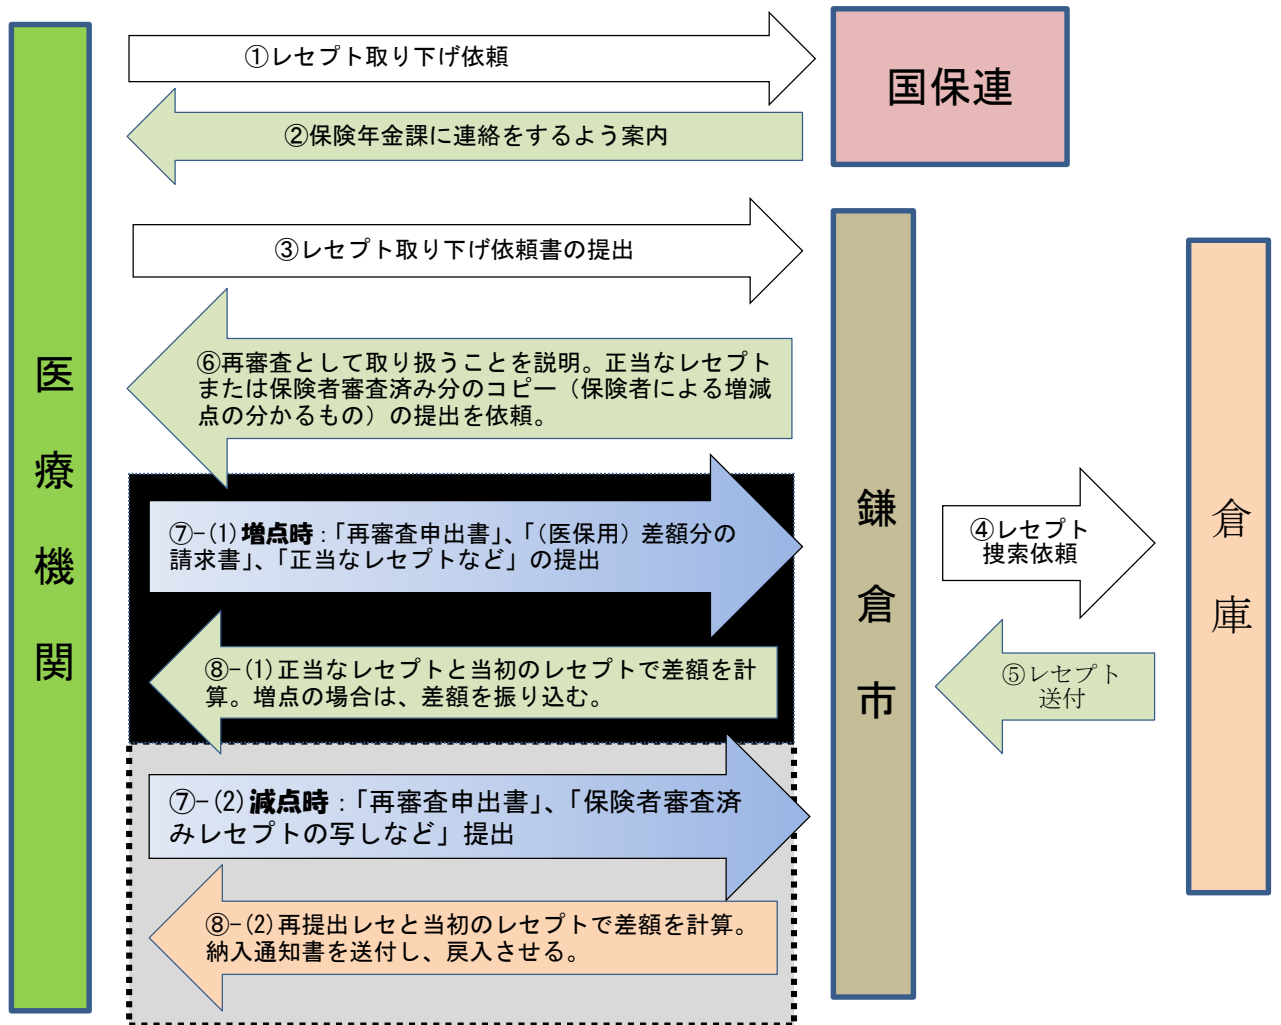 ①レセプト取り下げ依頼
国保連
②保険年金課に連絡をするよう案内
③レセプト取り下げ依頼書の提出
医療機関
⑥再審査として取り扱うことを説明。正当なレセプト
または保険者審査済み分のコピー（保険者による増減
点の分かるもの）の提出を依頼。
鎌倉市
倉庫
④レセプト
捜索依頼
⑤レセプト
送付
⑦-(1)増点時：「再審査申出書」、「(医保用)差額分の
請求書」、「正当なレセプトなど」の提出
⑧-(1)正当なレセプトと当初のレセプトで差額を計
算。増点の場合は、差額を振り込む。
⑦-(2)減点時：「再審査申出書」、「保険者審査済
みレセプトの写しなど」提出
⑧-(2)再提出レセと当初のレセプトで差額を計算。
納入通知書を送付し、戻入させる。